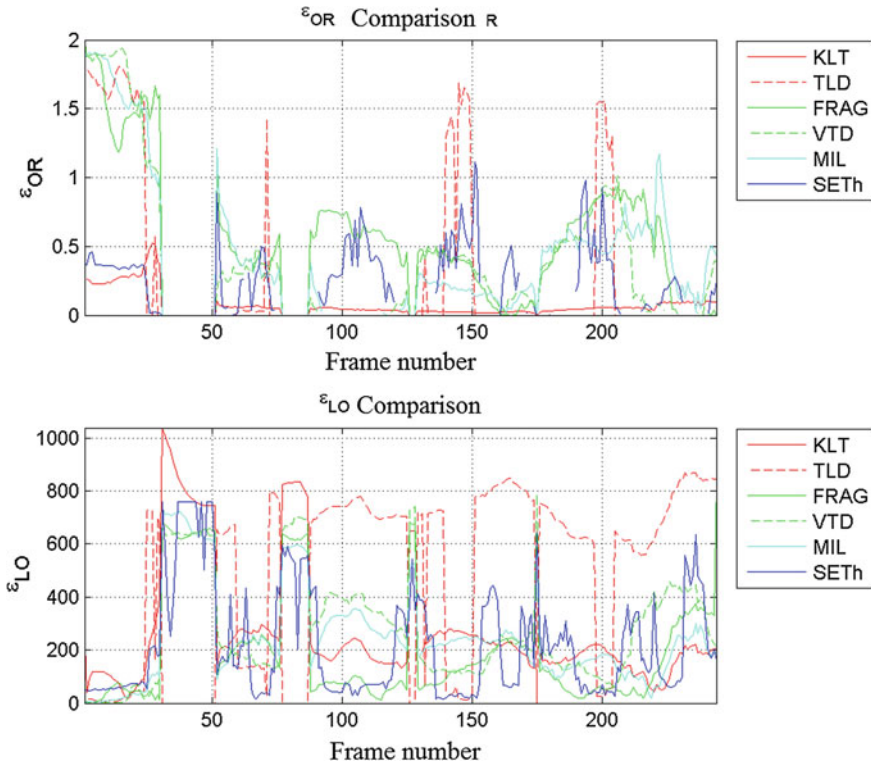 εOR Comparison R
2
1.5
1
0.5
0
εOR
50
100
150
200
Frame number
KLT
TLD
FRAG
VTD
MIL
SETh
εLO Comparison
1000
800
600
400
200
0
εLO
50
100
150
200
Frame number
KLT
TLD
FRAG
VTD
MIL
SETh